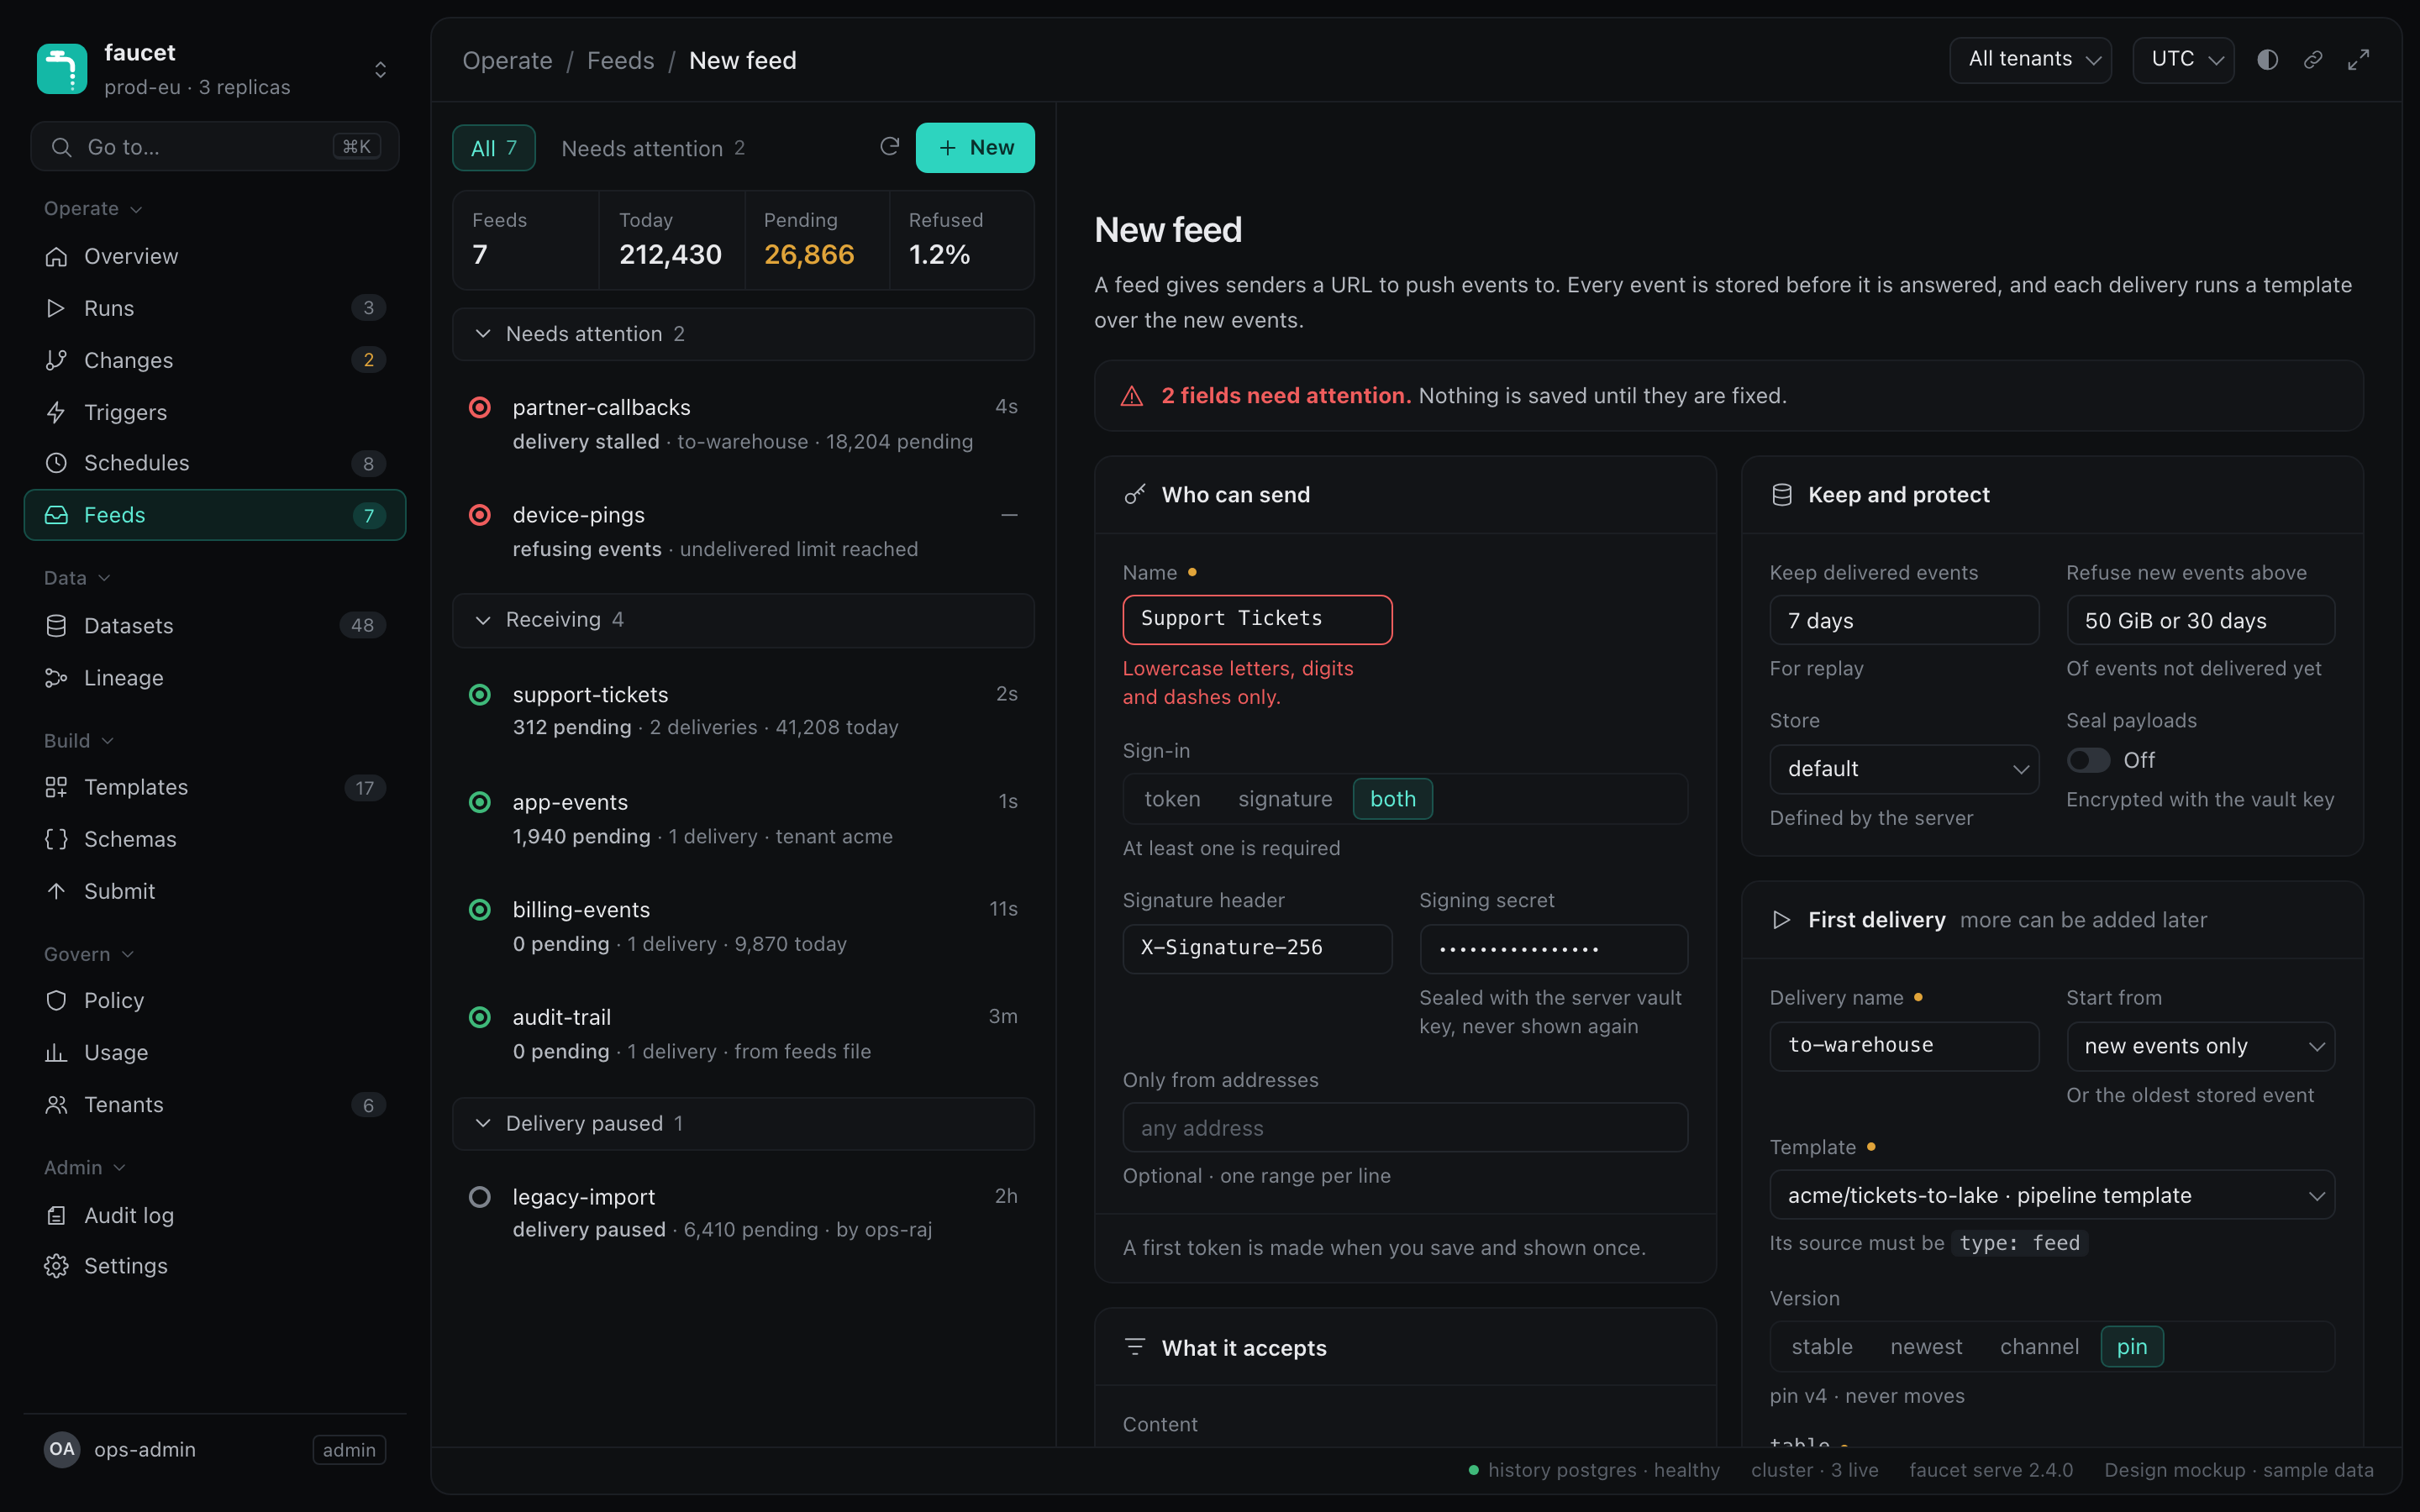 faucet
prod-eu · 3 replicas
Go to...
⌘K
Operate
Overview
Runs 3
Changes 2
Triggers
Schedules 8
Feeds 7
Data
Datasets 48
Lineage
Build
Templates 17
Schemas
Submit
Govern
Policy
Usage
Tenants 6
Admin
Audit log
Settings
OA ops-admin admin
Operate / Feeds / New feed
All tenants
UTC
All 7
Needs attention 2
New
Feeds
7
Today
212,430
Pending
26,866
Refused
1.2%
Needs attention 2
partner-callbacks 4s
delivery stalled · to-warehouse · 18,204 pending
device-pings —
refusing events · undelivered limit reached
Receiving 4
support-tickets 2s
312 pending · 2 deliveries · 41,208 today
app-events 1s
1,940 pending · 1 delivery · tenant acme
billing-events 11s
0 pending · 1 delivery · 9,870 today
audit-trail 3m
0 pending · 1 delivery · from feeds file
Delivery paused 1
legacy-import 2h
delivery paused · 6,410 pending · by ops-raj
New feed
A feed gives senders a URL to push events to. Every event is stored before it is answered, and each delivery runs a template
over the new events.
2 fields need attention. Nothing is saved until they are fixed.
Who can send
Name
Support Tickets
Lowercase letters, digits
and dashes only.
Sign-in
token signature both
At least one is required
Signature header
X-Signature-256
Signing secret
••••••••••••••••
Sealed with the server vault
key, never shown again
Only from addresses
any address
Optional · one range per line
A first token is made when you save and shown once.
What it accepts
Content
Keep and protect
Keep delivered events
7 days
For replay
Refuse new events above
50 GiB or 30 days
Of events not delivered yet
Store
default
Defined by the server
Seal payloads
Off
Encrypted with the vault key
First delivery more can be added later
Delivery name
to-warehouse
Start from
new events only
Or the oldest stored event
Template
acme/tickets-to-lake · pipeline template
Its source must be type: feed
Version
stable newest channel pin
pin v4 · never moves
table
history postgres · healthy
cluster · 3 live
faucet serve 2.4.0
Design mockup · sample data